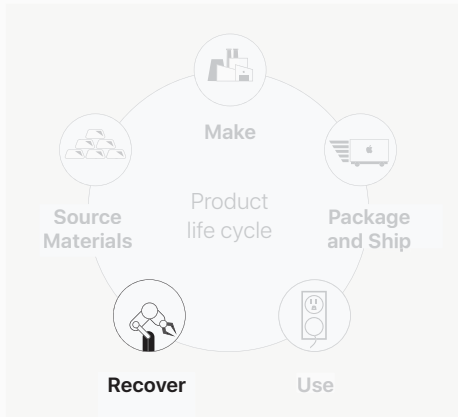 Make
Product
life cycle
Source
Materials
Package
and Ship
Recover
Use